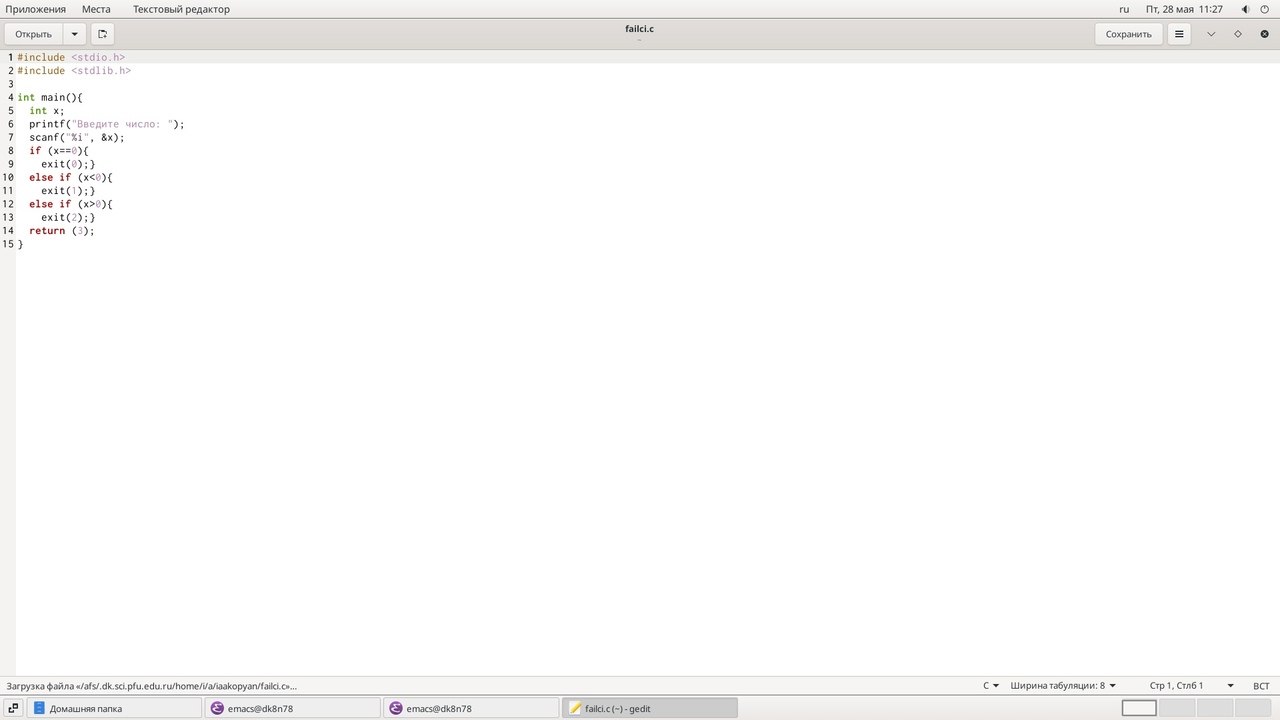 Приложения Места Текстовый редактор ru Пт, 28 мая 11:27
Открыть failci.c Сохранить
~
1 #include <stdio.h>
2 #include <stdlib.h>
3
4 int main(){
5   int x;
6   printf("Введите число: ");
7   scanf("%i", &x);
8   if (x==0){
9     exit(0);}
10   else if (x<0){
11     exit(1);}
12   else if (x>0){
13     exit(2);}
14   return (3);
15 }
Загрузка файла «/afs/.dk.sci.pfu.edu.ru/home/i/a/iaakopyan/failci.c»… C Ширина табуляции: 8 Стр 1, Стлб 1 ВСТ
Домашняя папка emacs@dk8n78 emacs@dk8n78 failci.c (~) - gedit